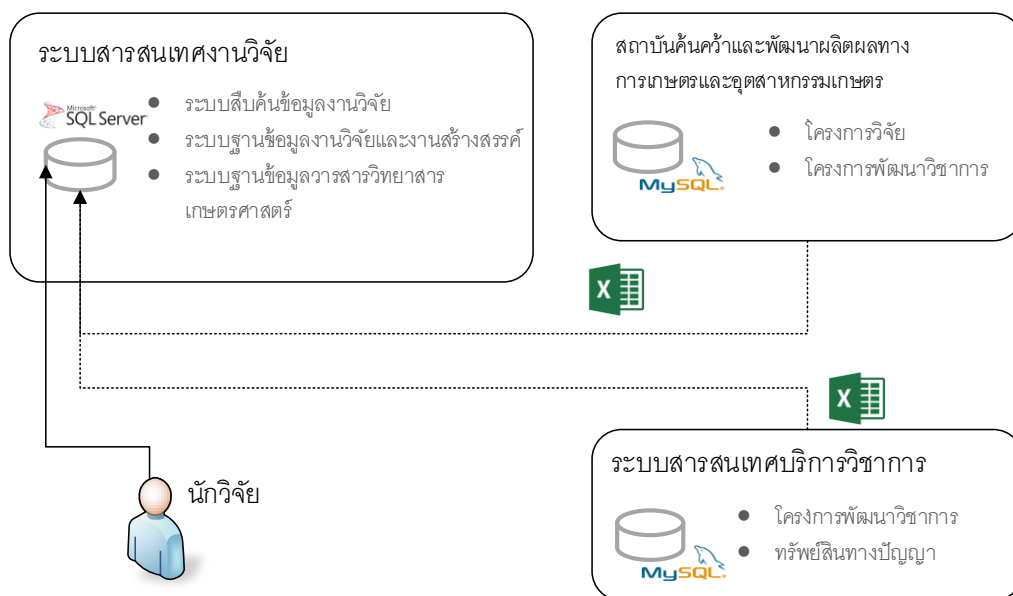 ระบบสารสนเทศงานวิจัย
Microsoft
SQL Server
ระบบสืบค้นข้อมูลงานวิจัย
ระบบฐานข้อมูลงานวิจัยและงานสร้างสรรค์
ระบบฐานข้อมูลวารสารวิทยาสาร
เกษตรศาสตร์
สถาบันค้นคว้าและพัฒนาผลิตผลทาง
การเกษตรและอุตสาหกรรมเกษตร
MySQL
โครงการวิจัย
โครงการพัฒนาวิชาการ
X
X
นักวิจัย
ระบบสารสนเทศบริการวิชาการ
MySQL
โครงการพัฒนาวิชาการ
ทรัพย์สินทางปัญญา